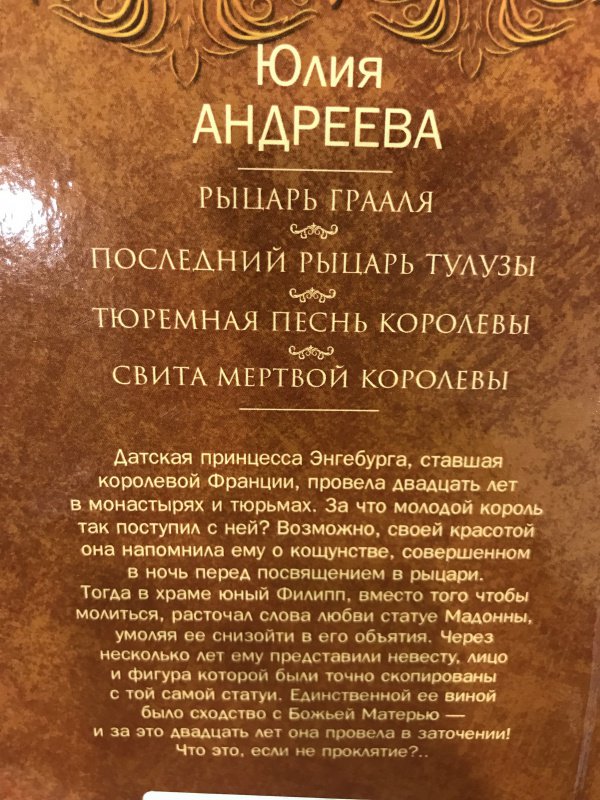 Юлия
АНДРЕЕВА
РЫЦАРЬ ГРААЛЯ
ПОСЛЕДНИЙ РЫЦАРЬ ТУЛУЗЫ
ТЮРЕМНАЯ ПЕСНЬ КОРОЛЕВЫ
СВИТА МЕРТВОЙ КОРОЛЕВЫ
Датская принцесса Энгебурга, ставшая
королевой Франции, провела двадцать лет
в монастырях и тюрьмах. За что молодой король
так поступил с ней? Возможно, своей красотой
она напомнила ему о кощунстве, совершенном
в ночь перед посвящением в рыцари.
Тогда в храме юный Филипп, вместо того чтобы
молиться, расточал слова любви статуе Мадонны,
умоляя ее снизойти в его объятия. Через
несколько лет ему представили невесту, лицо
и фигура которой были точно скопированы
с той самой статуи. Единственной ее виной
было сходство с Божьей Матерью —
и за это двадцать лет она провела в заточении!
Что это, если не проклятие?..